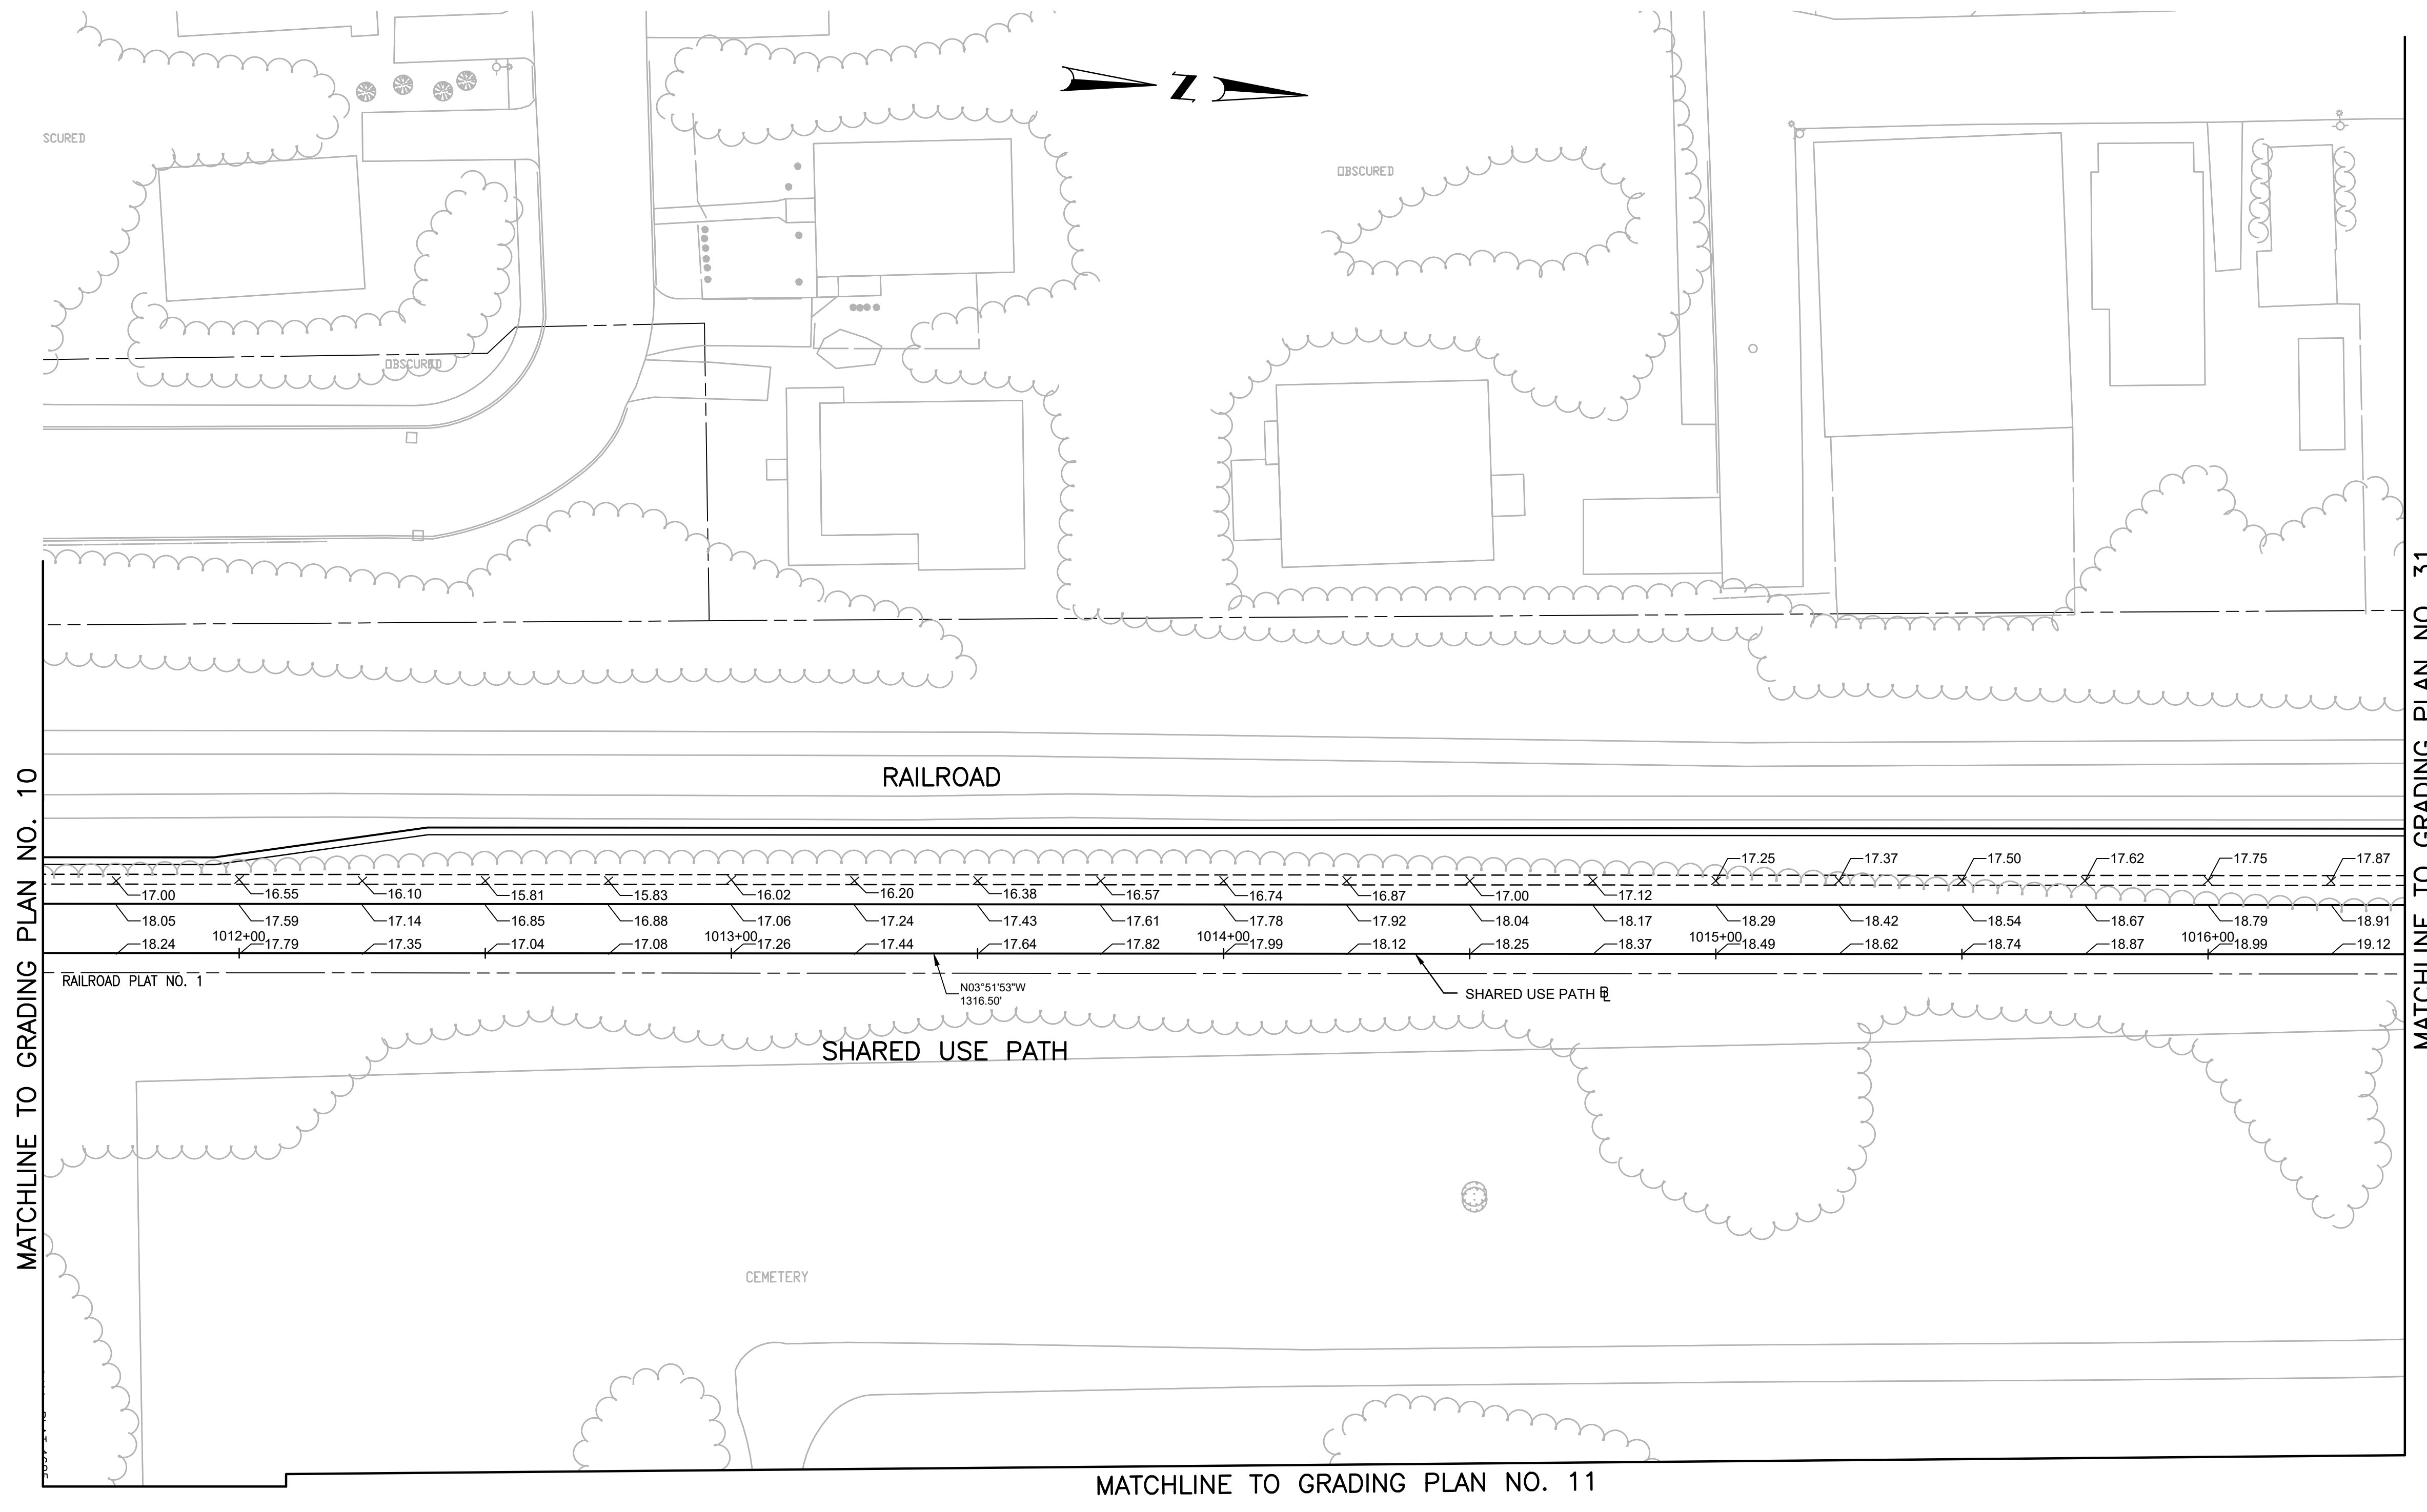 SCURED
N
OBSCURED
OBSCURED
MATCHLINE TO GRADING PLAN NO. 10
MATCHLINE TO GRADING PLAN NO. 31
RAILROAD
17.25 17.37 17.50 17.62 17.75 17.87
17.00 16.55 16.10 15.81 15.83 16.02 16.20 16.38 16.57 16.74 16.87 17.00 17.12
18.05 17.59 17.14 16.85 16.88 17.06 17.24 17.43 17.61 17.78 17.92 18.04 18.17 18.29 18.42 18.54 18.67 18.79 18.91
1012+00 1013+00 1014+00 1015+00 1016+00
18.24 17.79 17.35 17.04 17.08 17.26 17.44 17.64 17.82 17.99 18.12 18.25 18.37 18.49 18.62 18.74 18.87 18.99 19.12
RAILROAD PLAT NO. 1
N03°51'53"W
1316.50'
SHARED USE PATH BL
SHARED USE PATH
CEMETERY
MATCHLINE TO GRADING PLAN NO. 11